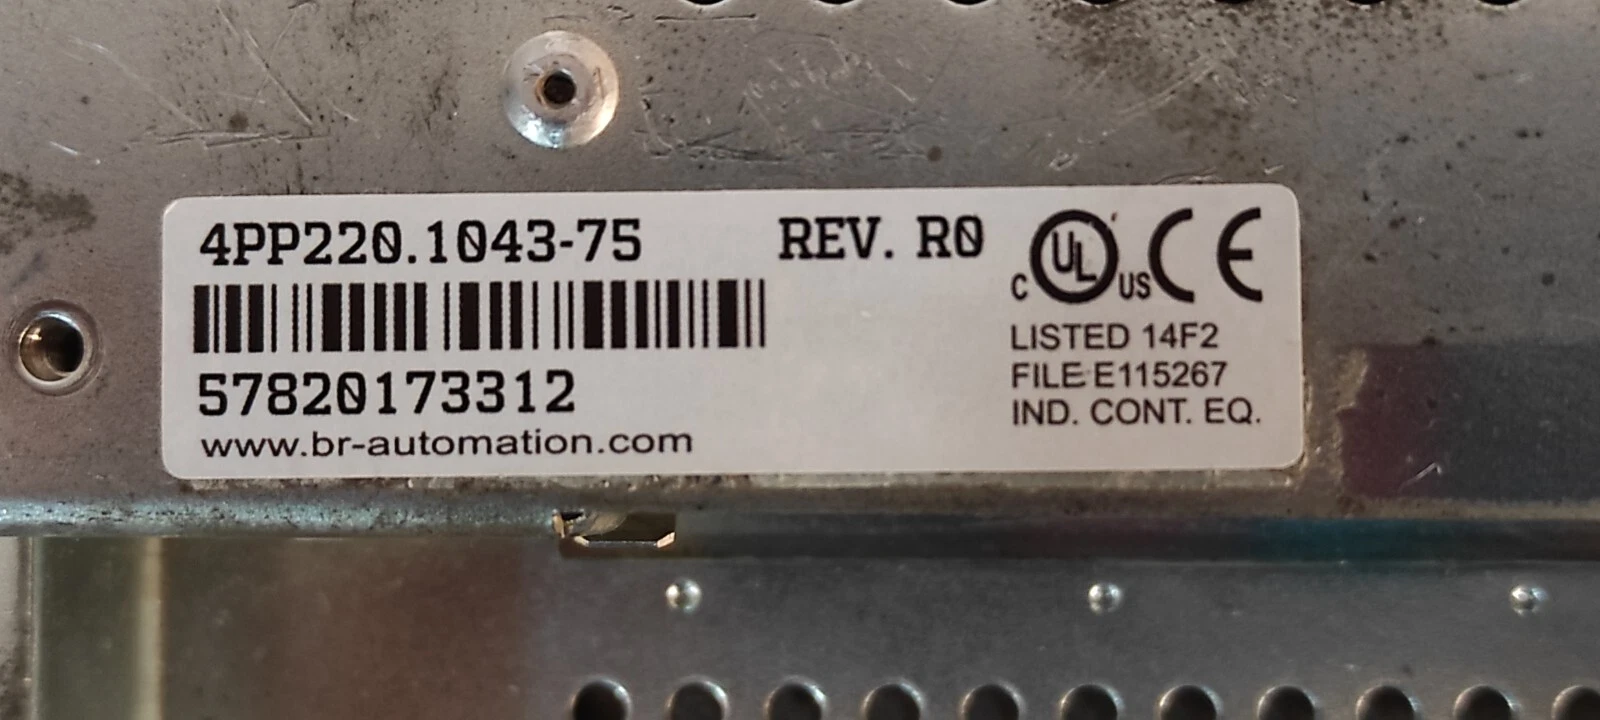 4PP220.1043-75 REV. R0
C UL US CE
57820173312
www.br-automation.com
LISTED 14F2
FILE E115267
IND. CONT. EQ.